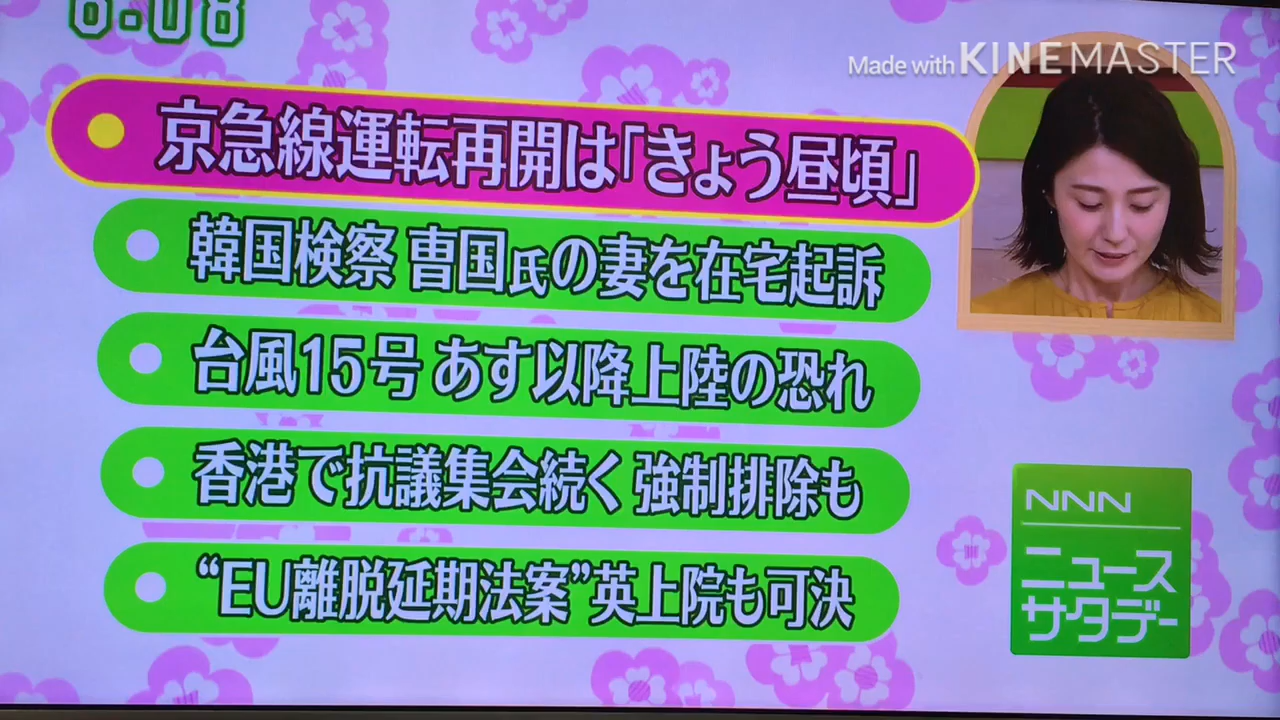 6:08
Made with KINEMASTER
京急線運転再開は「きょう昼頃」
韓国検察 曺国氏の妻を在宅起訴
台風15号 あす以降上陸の恐れ
香港で抗議集会続く 強制排除も
“EU離脱延期法案”英上院も可決
NNN
ニュース
サタデー